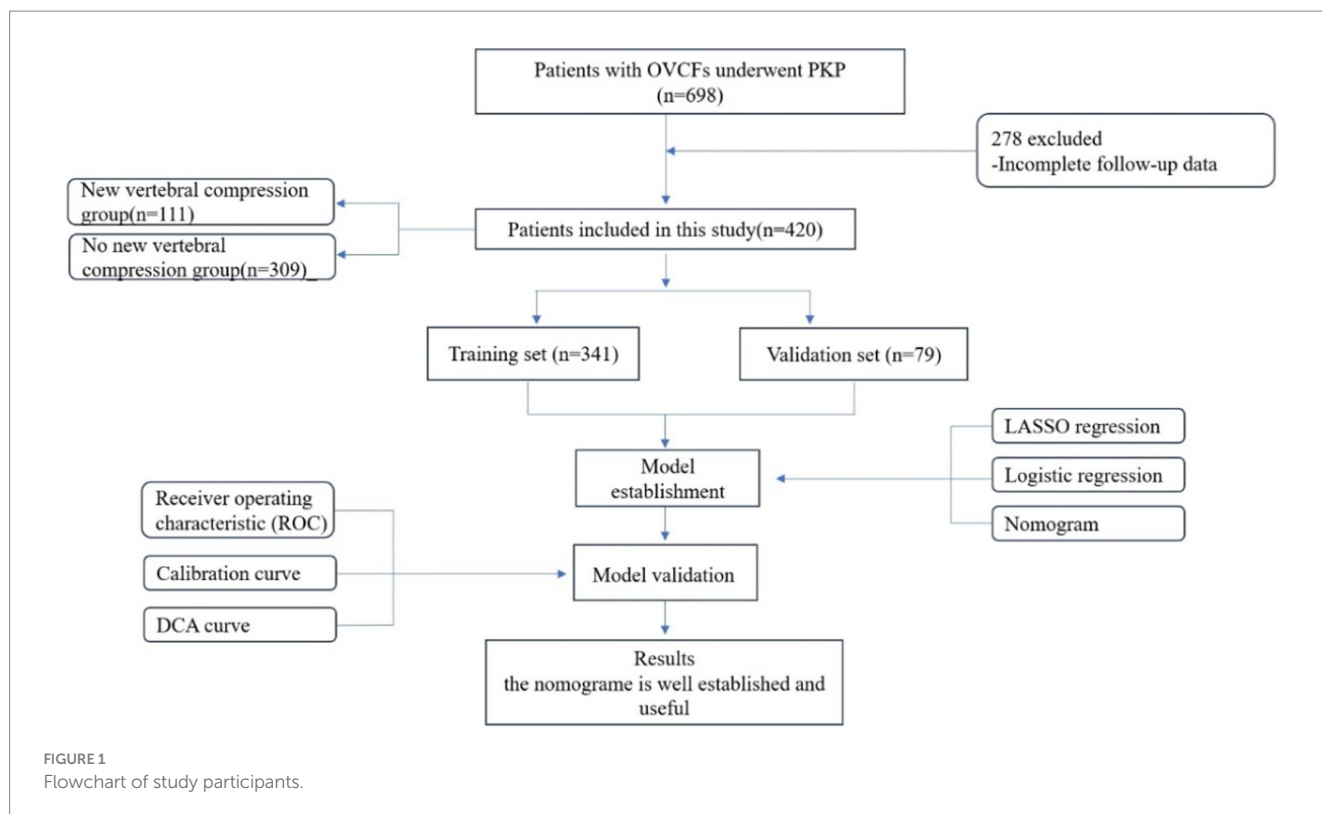 Patients with OVCFs underwent PKP
(n=698)
278 excluded
-Incomplete follow-up data
New vertebral compression
group(n=111)
No new vertebral
compression group(n=309)_
Patients included in this study(n=420)
Training set (n=341)
Validation set (n=79)
LASSO regression
Logistic regression
Nomogram
Model
establishment
Receiver operating
characteristic (ROC)
Calibration curve
DCA curve
Model validation
Results
the nomograme is well established and
useful
FIGURE 1
Flowchart of study participants.